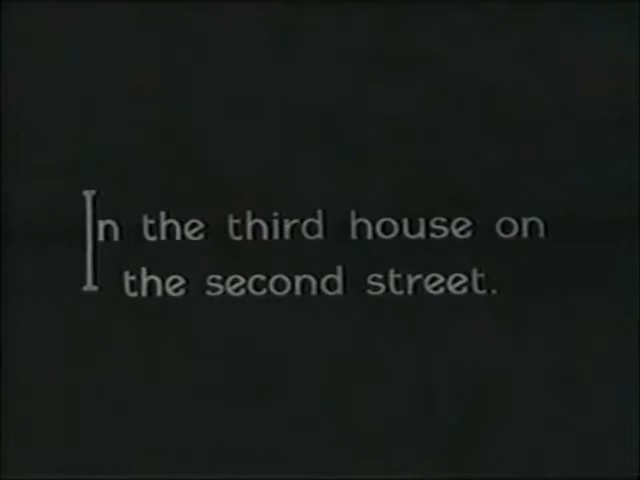 In the third house on
the second street.